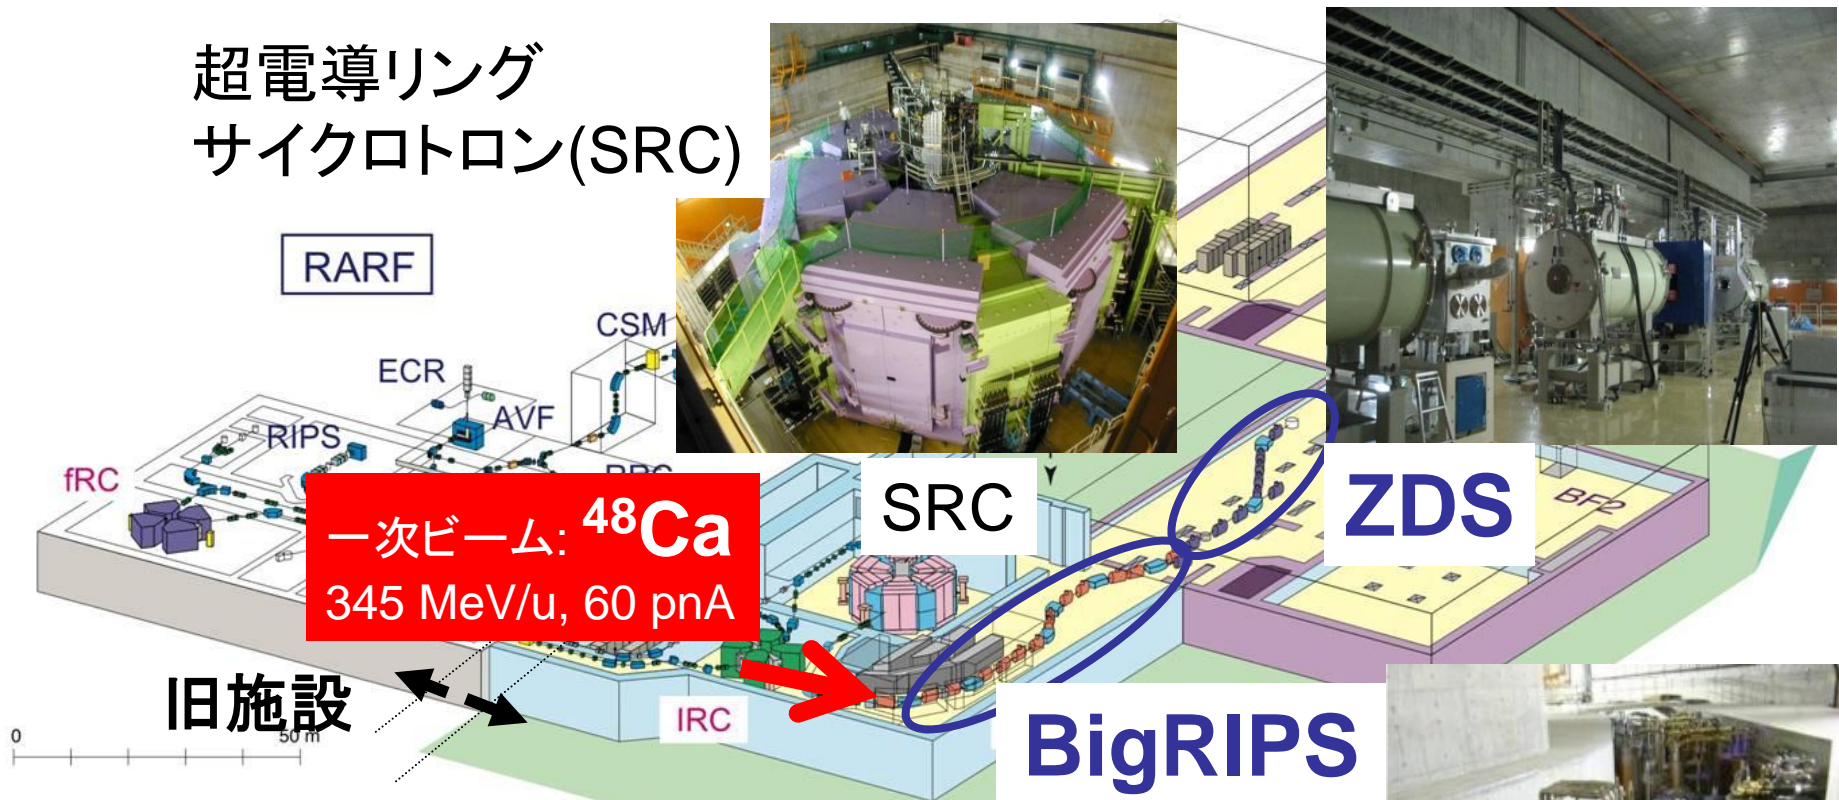 超電導リング
サイクロトロン(SRC)
RARF
CSM
ECR
AVF
RIPS
fRC
一次ビーム: ⁴⁸Ca
345 MeV/u, 60 pnA
SRC
ZDS
BF2
旧施設
IRC
BigRIPS
0
50 m